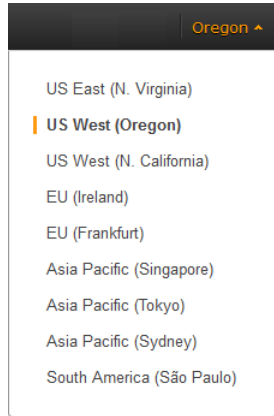 Oregon
US East (N. Virginia)
US West (Oregon)
US West (N. California)
EU (Ireland)
EU (Frankfurt)
Asia Pacific (Singapore)
Asia Pacific (Tokyo)
Asia Pacific (Sydney)
South America (São Paulo)